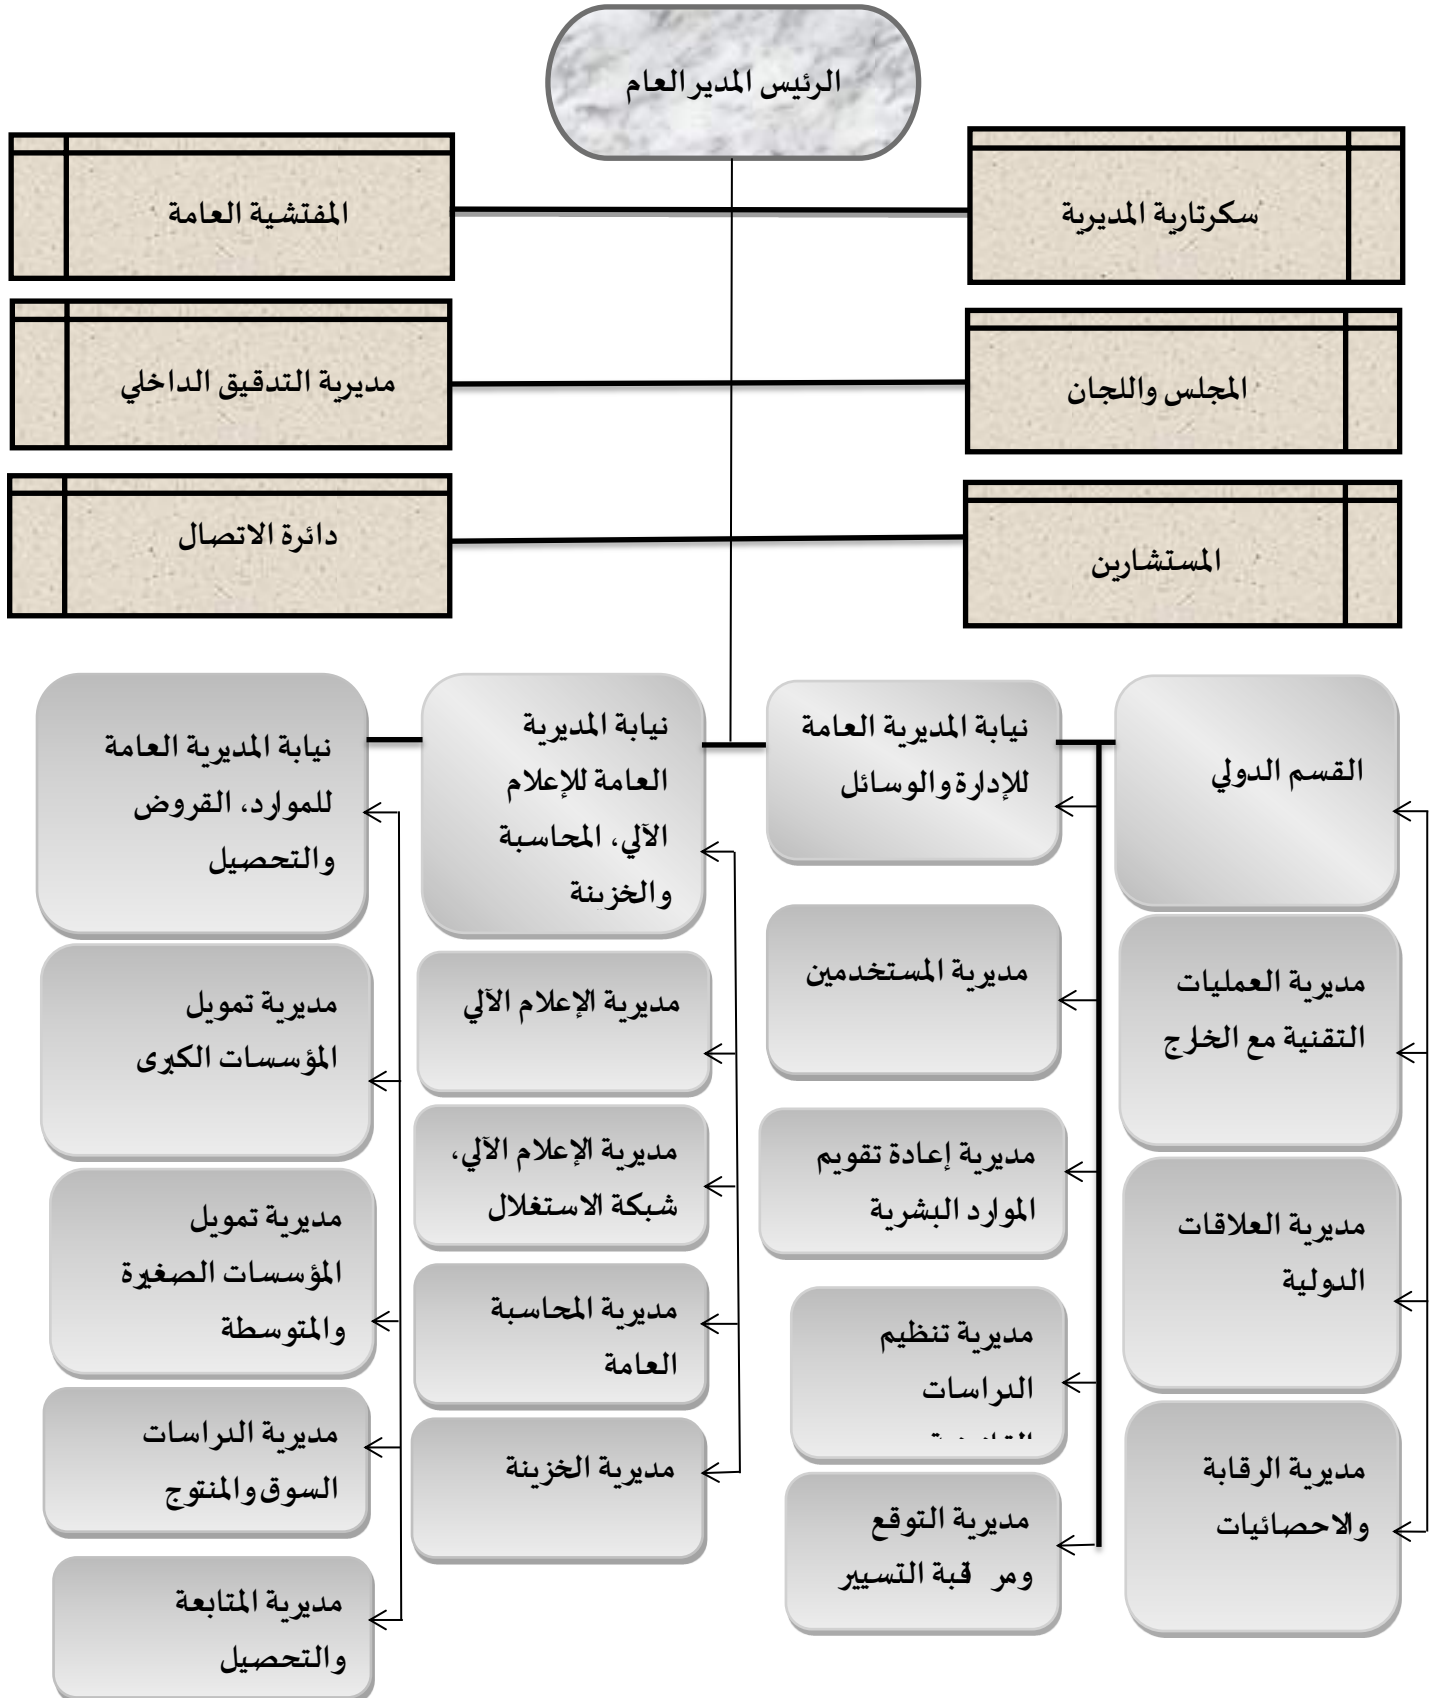 الرئيس المدير العام
سكرتارية المديرية
المفتشية العامة
المجلس واللجان
مديرية التدقيق الداخلي
المستشارين
دائرة الاتصال
القسم الدولي
مديرية العمليات
التقنية مع الخارج
مديرية العلاقات
الدولية
مديرية الرقابة
والاحصائيات
نيابة المديرية العامة
للإدارة والوسائل
مديرية المستخدمين
مديرية إعادة تقويم
الموارد البشرية
مديرية تنظيم
الدراسات
مديرية التوقع
ومر قبة التسيير
نيابة المديرية
العامة للإعلام
الآلي، المحاسبة
والخزينة
مديرية الإعلام الآلي
مديرية الإعلام الآلي،
شبكة الاستغلال
مديرية المحاسبة
العامة
مديرية الخزينة
نيابة المديرية العامة
للموارد، القروض
والتحصيل
مديرية تمويل
المؤسسات الكبرى
مديرية تمويل
المؤسسات الصغيرة
والمتوسطة
مديرية الدراسات
السوق والمنتوج
مديرية المتابعة
والتحصيل